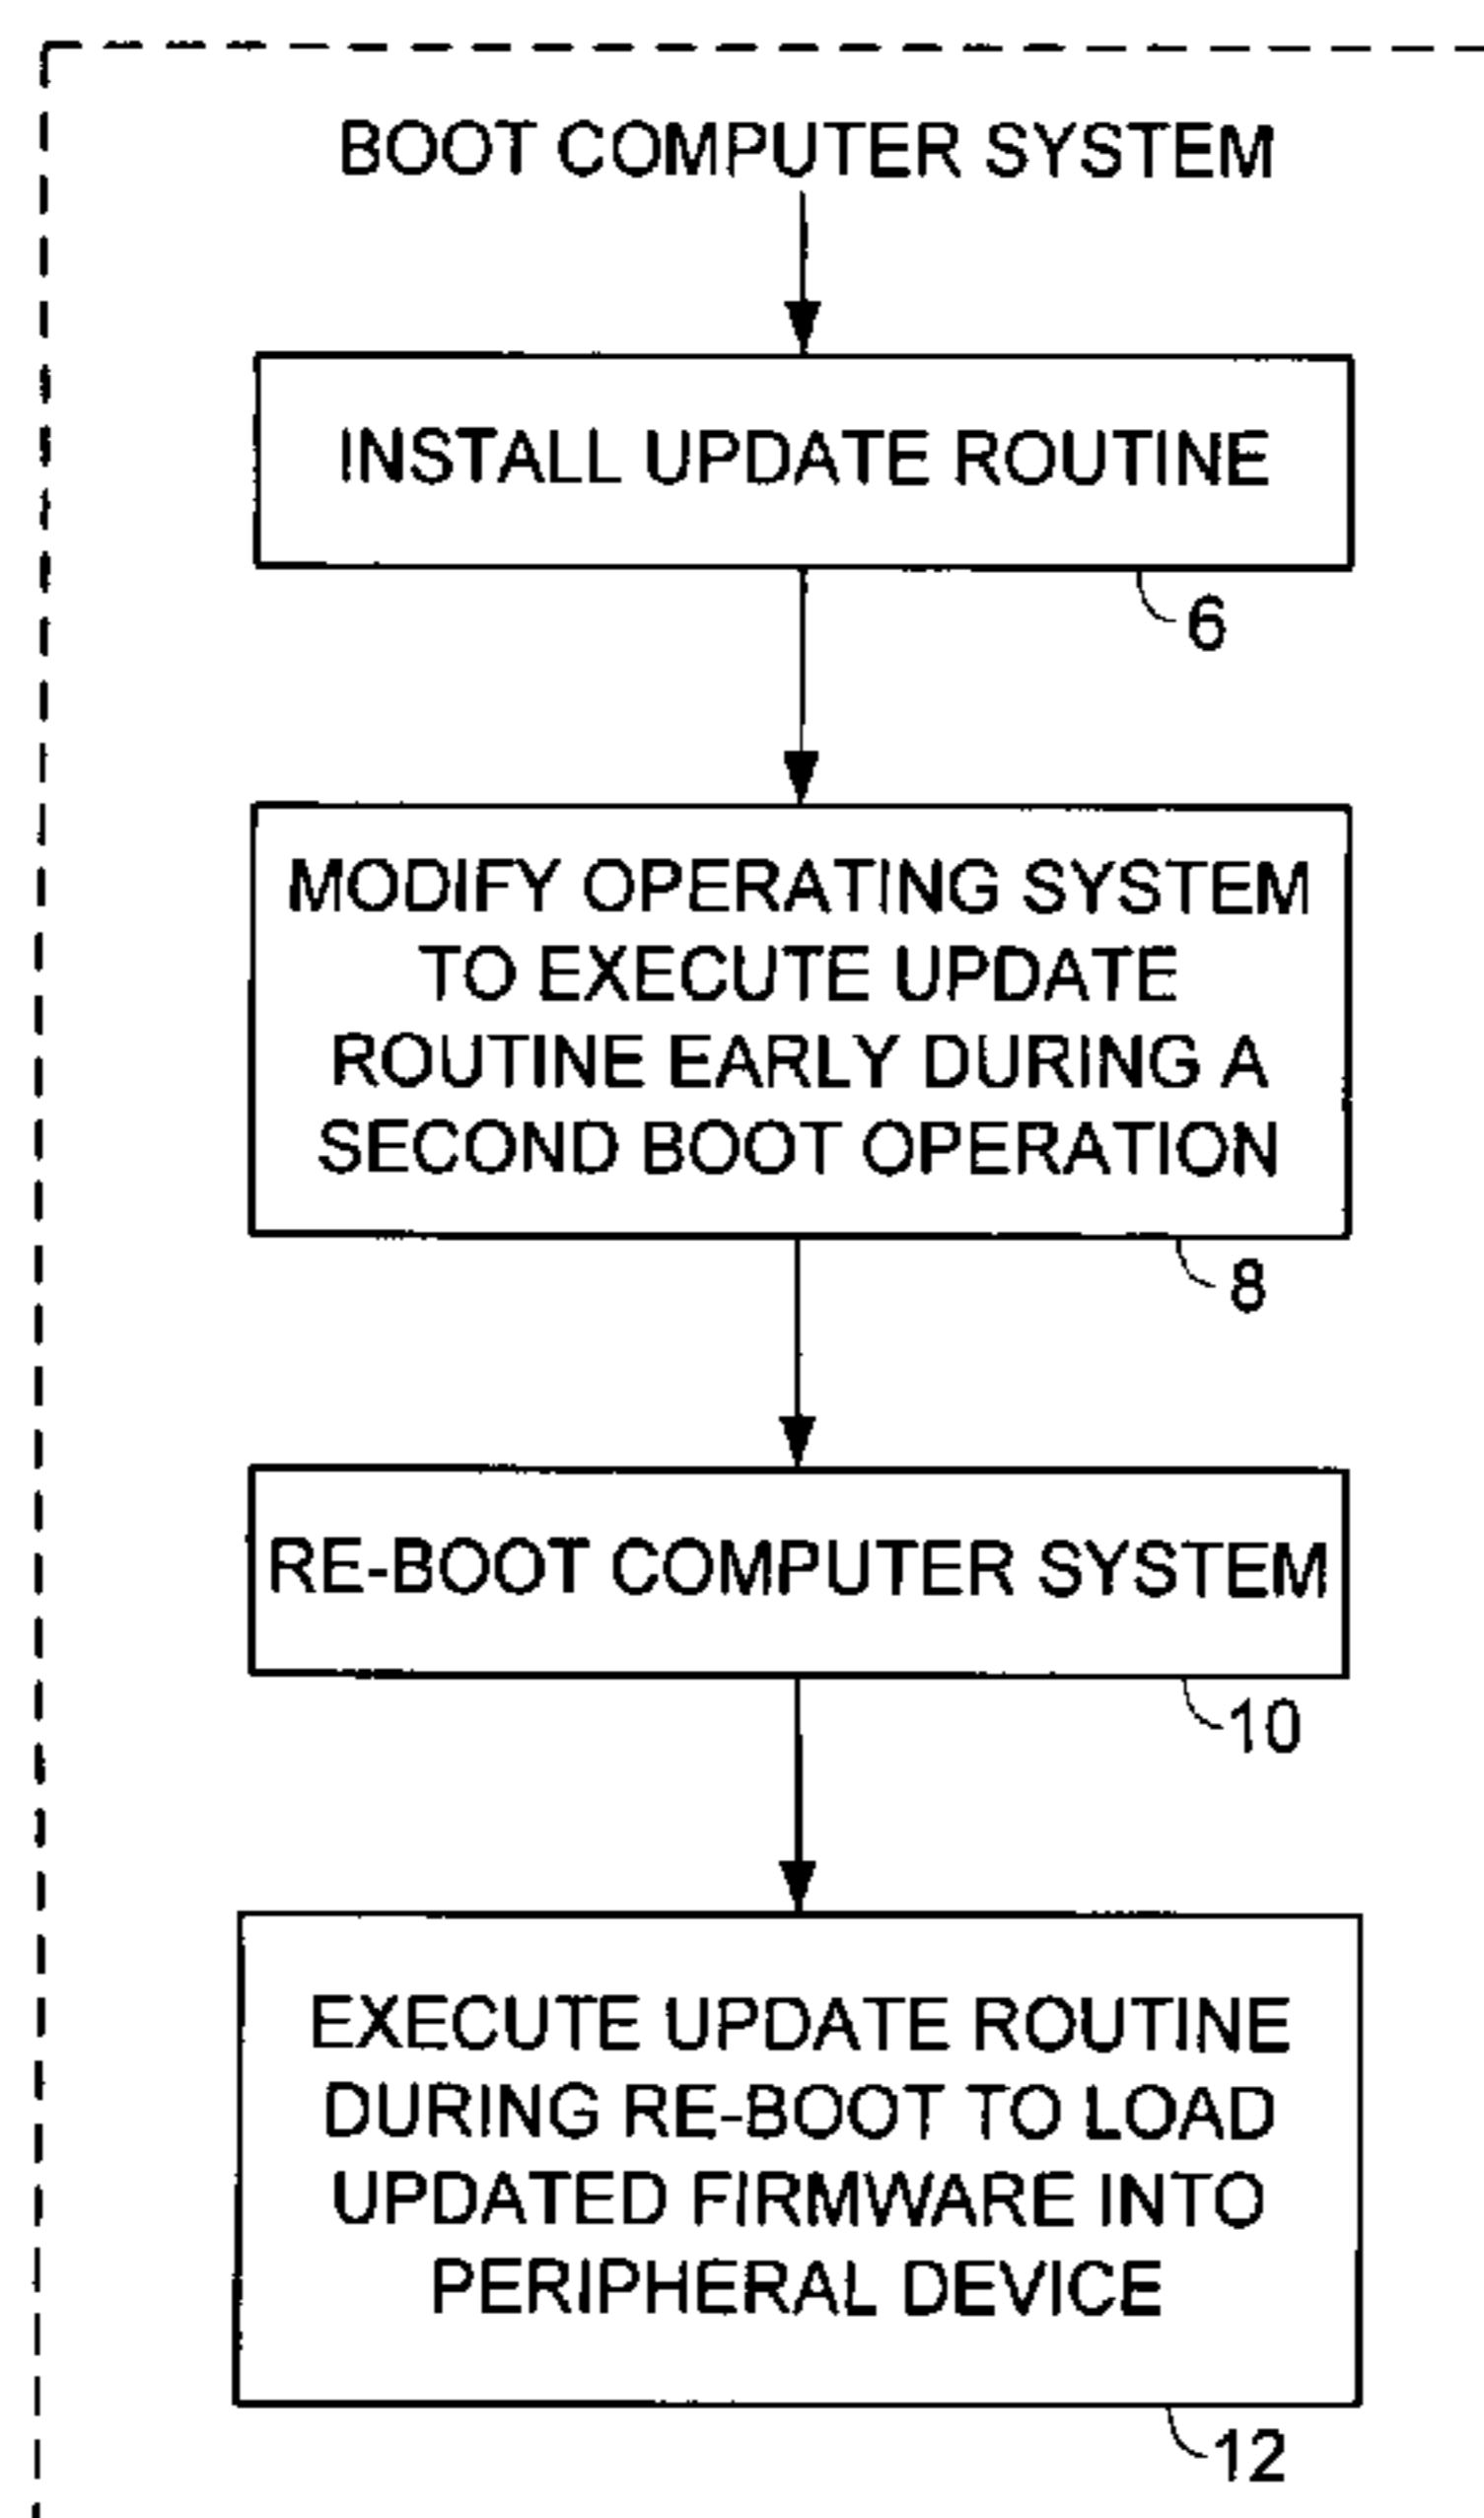 BOOT COMPUTER SYSTEM
INSTALL UPDATE ROUTINE
6
MODIFY OPERATING SYSTEM
TO EXECUTE UPDATE
ROUTINE EARLY DURING A
SECOND BOOT OPERATION
8
RE-BOOT COMPUTER SYSTEM
10
EXECUTE UPDATE ROUTINE
DURING RE-BOOT TO LOAD
UPDATED FIRMWARE INTO
PERIPHERAL DEVICE
12